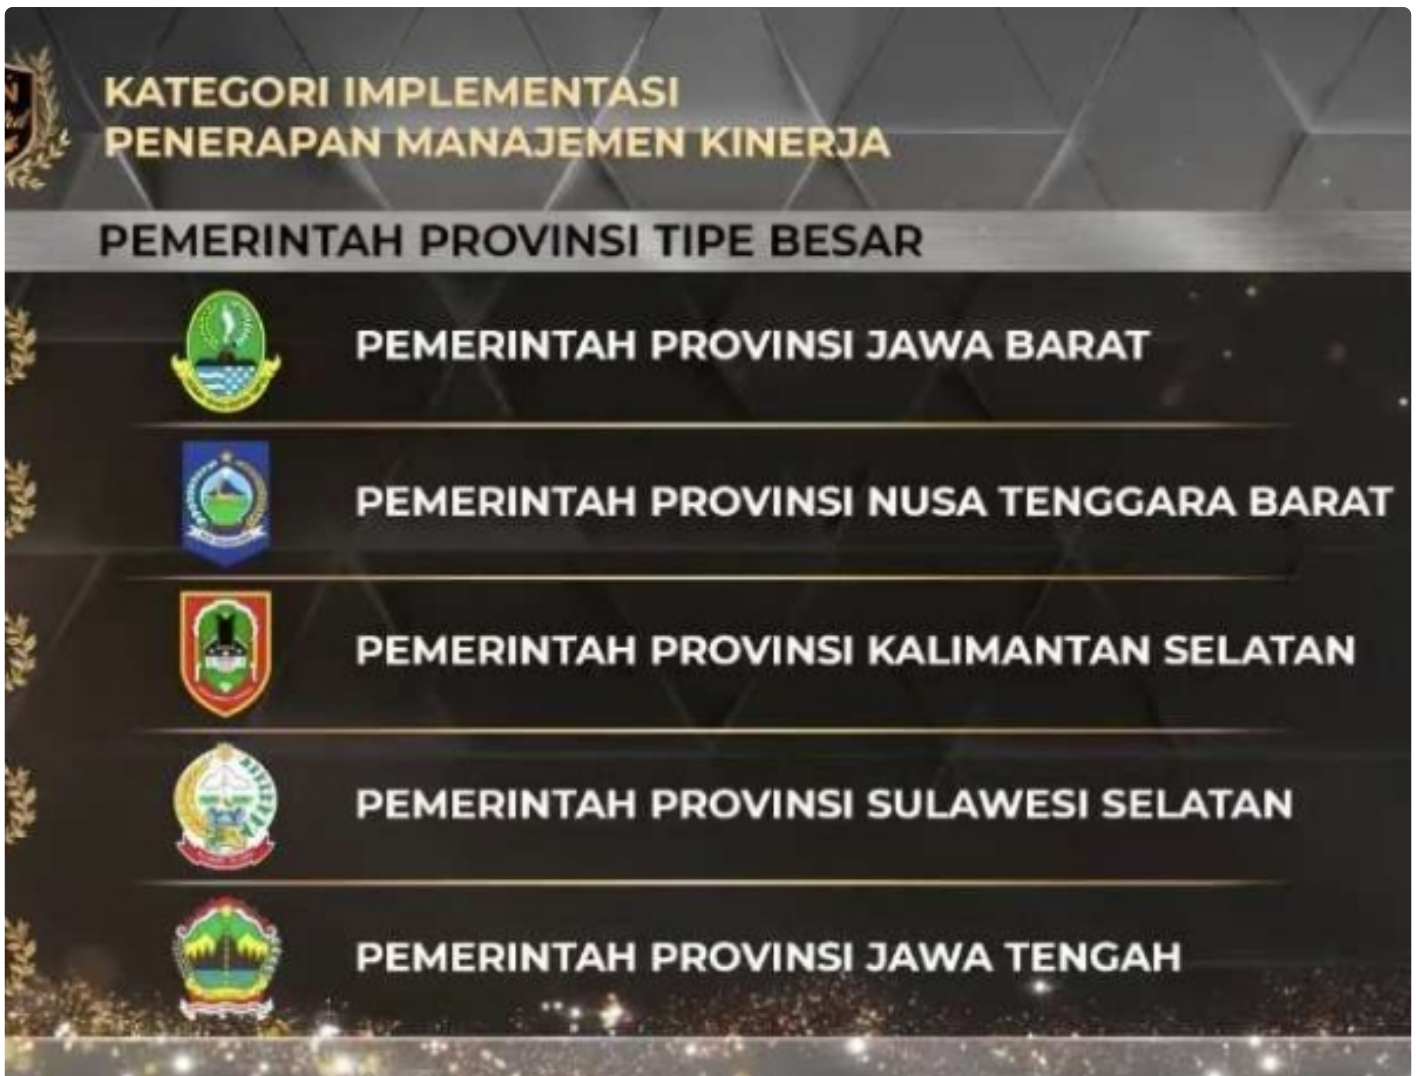 KATEGORI IMPLEMENTASI
PENERAPAN MANAJEMEN KINERJA
PEMERINTAH PROVINSI TIPE BESAR
PEMERINTAH PROVINSI JAWA BARAT
PEMERINTAH PROVINSI NUSA TENGGARA BARAT
PEMERINTAH PROVINSI KALIMANTAN SELATAN
PEMERINTAH PROVINSI SULAWESI SELATAN
PEMERINTAH PROVINSI JAWA TENGAH